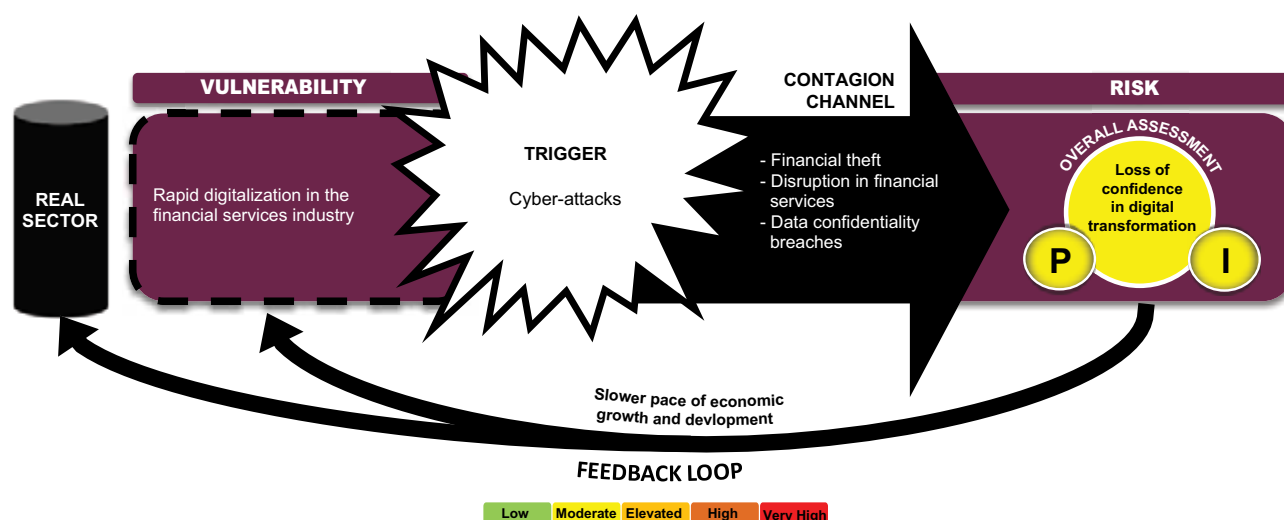 VULNERABILITY
CONTAGION
CHANNEL
RISK
REAL
SECTOR
Rapid digitalization in the
financial services industry
TRIGGER
Cyber-attacks
- Financial theft
- Disruption in financial
services
- Data confidentiality
breaches
OVERALL ASSESSMENT
Loss of
confidence
in digital
transformation
P
I
Slower pace of economic
growth and devlopment
FEEDBACK LOOP
Low Moderate Elevated High Very High